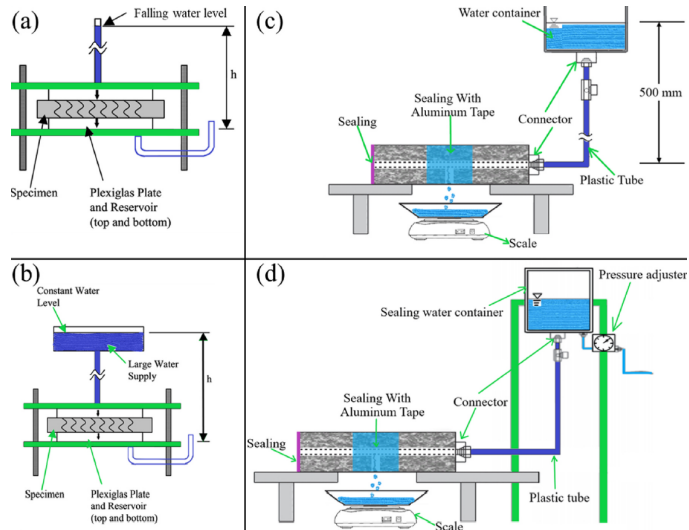 (a)
Falling water level
h
Specimen
Plexiglas Plate
and Reservoir
(top and bottom)
(b)
Constant Water
Level
Large Water
Supply
h
Specimen
Plexiglas Plate
and Reservoir
(top and bottom)
(c)
Water container
500 mm
Sealing With
Aluminum Tape
Sealing
Connector
Plastic Tube
Scale
(d)
Pressure adjuster
Sealing water container
Sealing With
Aluminum Tape
Connector
Sealing
Plastic tube
Scale